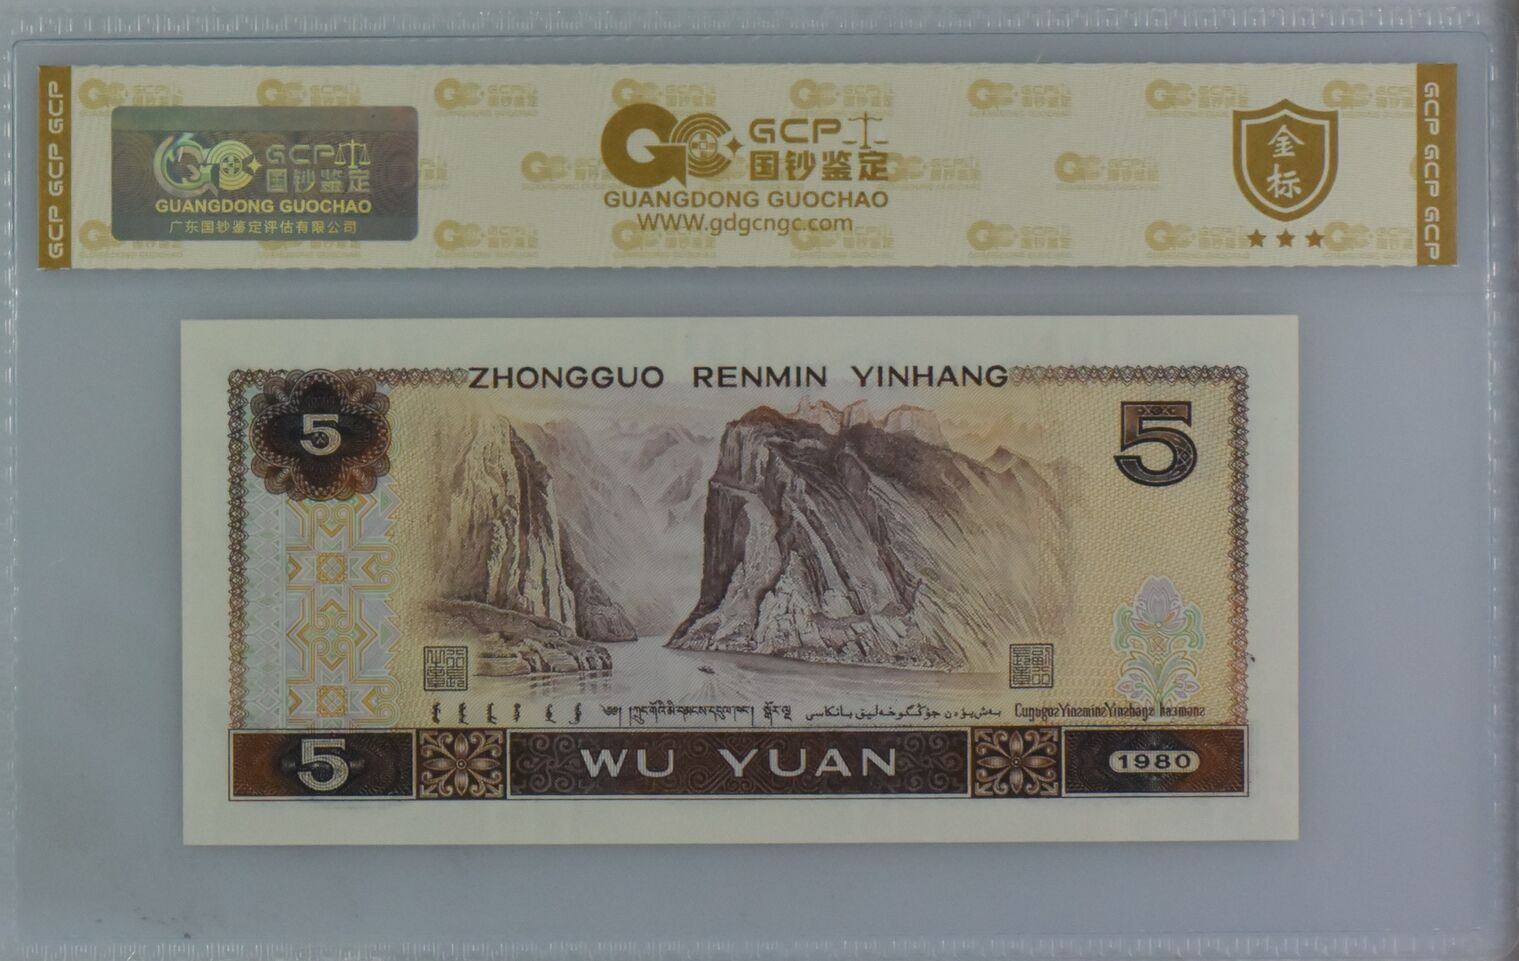 GCP GCP GCP
GCP
国钞鉴定
GUANGDONG GUOCHAO
广东国钞鉴定评估有限公司
GCP
国钞鉴定
GUANGDONG GUOCHAO
WWW.gdgcngc.com
金标
GCP GCP GCP
ZHONGGUO RENMIN YINHANG
5
5
5
WU YUAN
1980